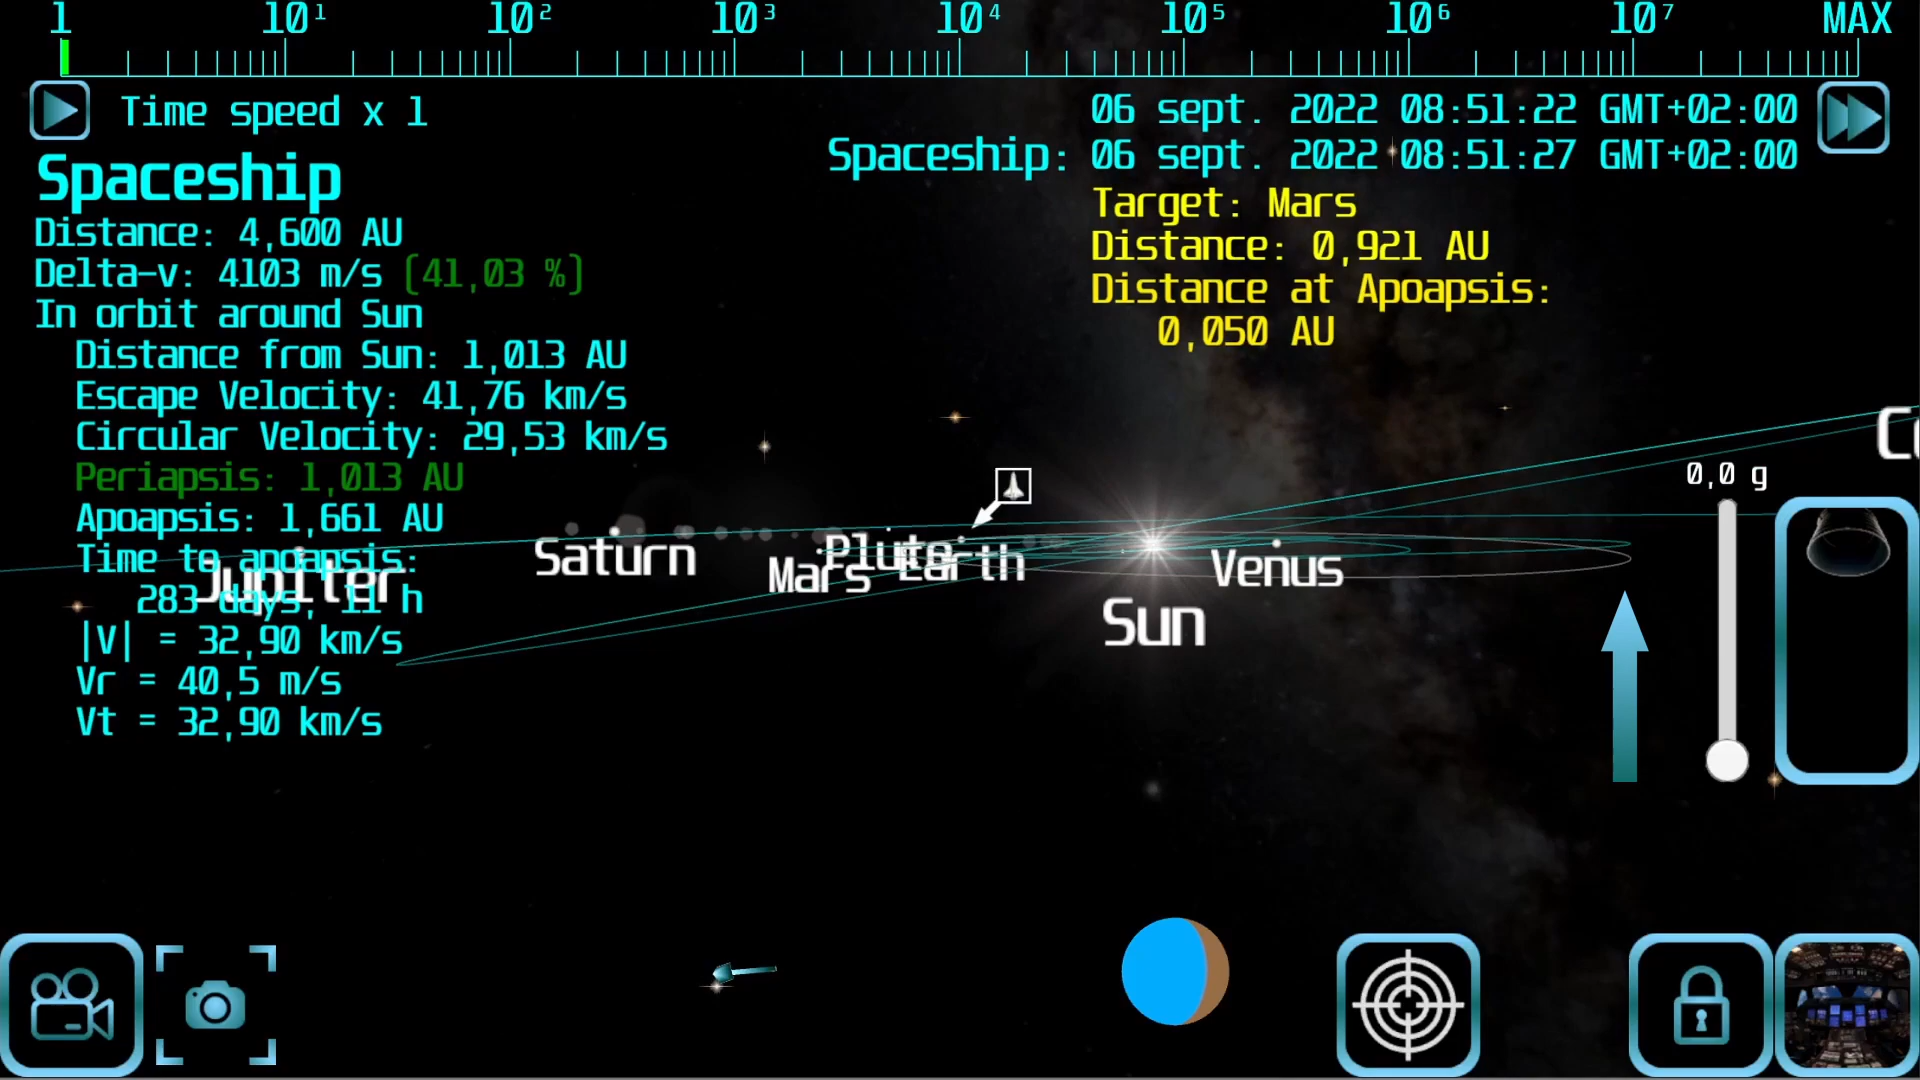 1 10¹ 10² 10³ 10⁴ 10⁵ 10⁶ 10⁷ MAX
Time speed x 1
06 sept. 2022 08:51:22 GMT+02:00
Spaceship: 06 sept. 2022 08:51:27 GMT+02:00
Spaceship
Distance: 4,600 AU
Delta-v: 4103 m/s (41,03 %)
In orbit around Sun
Distance from Sun: 1,013 AU
Escape Velocity: 41,76 km/s
Circular Velocity: 29,53 km/s
Periapsis: 1,013 AU
Apoapsis: 1,661 AU
Time to apoapsis:
283 days, 11 h
|V| = 32,90 km/s
Vr = 40,5 m/s
Vt = 32,90 km/s
Target: Mars
Distance: 0,921 AU
Distance at Apoapsis:
0,050 AU
0,0 g
Jupiter
Saturn
Mars
Pluto
Earth
Venus
Sun